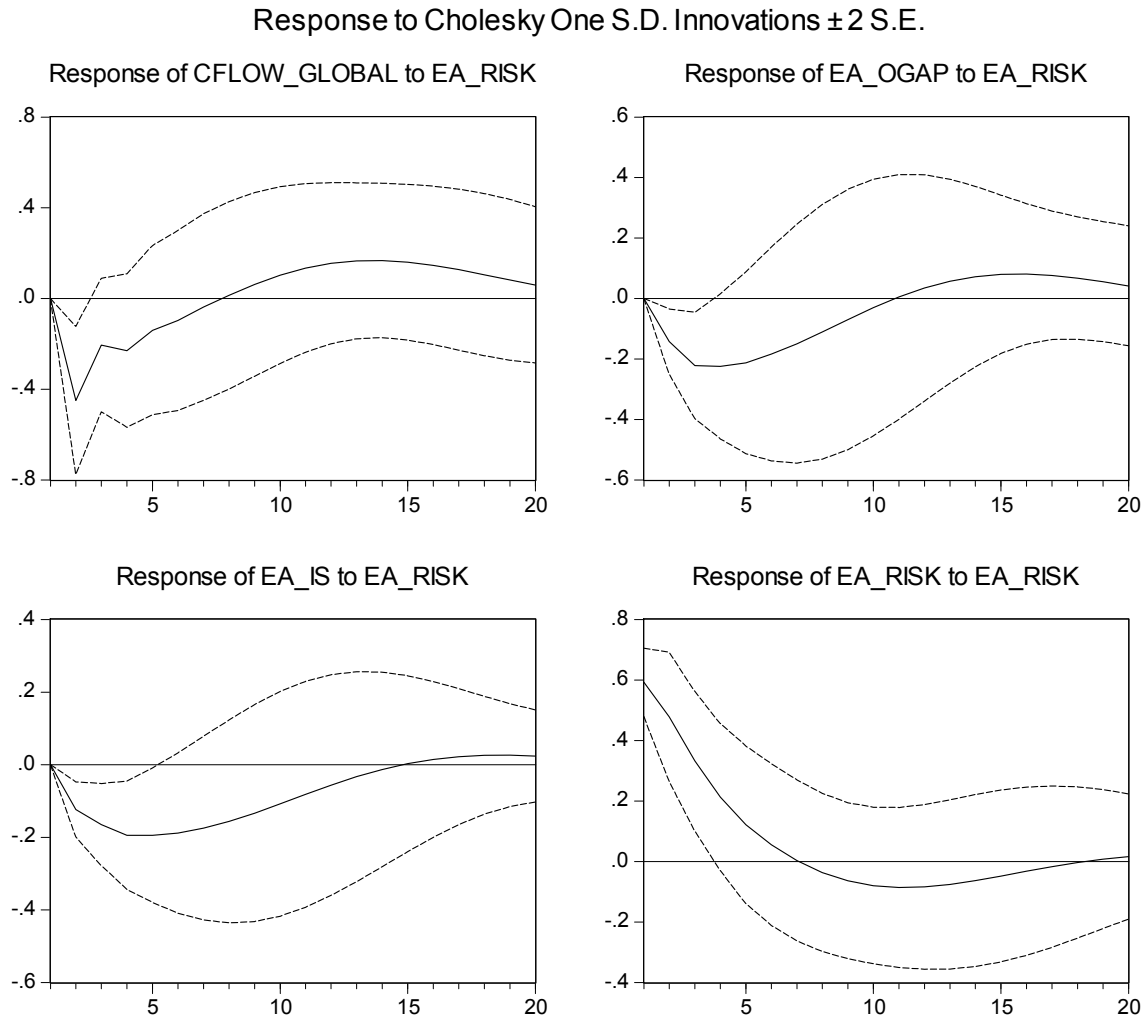 Response to Cholesky One S.D. Innovations ± 2 S.E.
Response of CFLOW_GLOBAL to EA_RISK
.8
.4
.0
-.4
-.8
5 10 15 20
Response of EA_OGAP to EA_RISK
.6
.4
.2
.0
-.2
-.4
-.6
5 10 15 20
Response of EA_IS to EA_RISK
.4
.2
.0
-.2
-.4
-.6
5 10 15 20
Response of EA_RISK to EA_RISK
.8
.6
.4
.2
.0
-.2
-.4
5 10 15 20